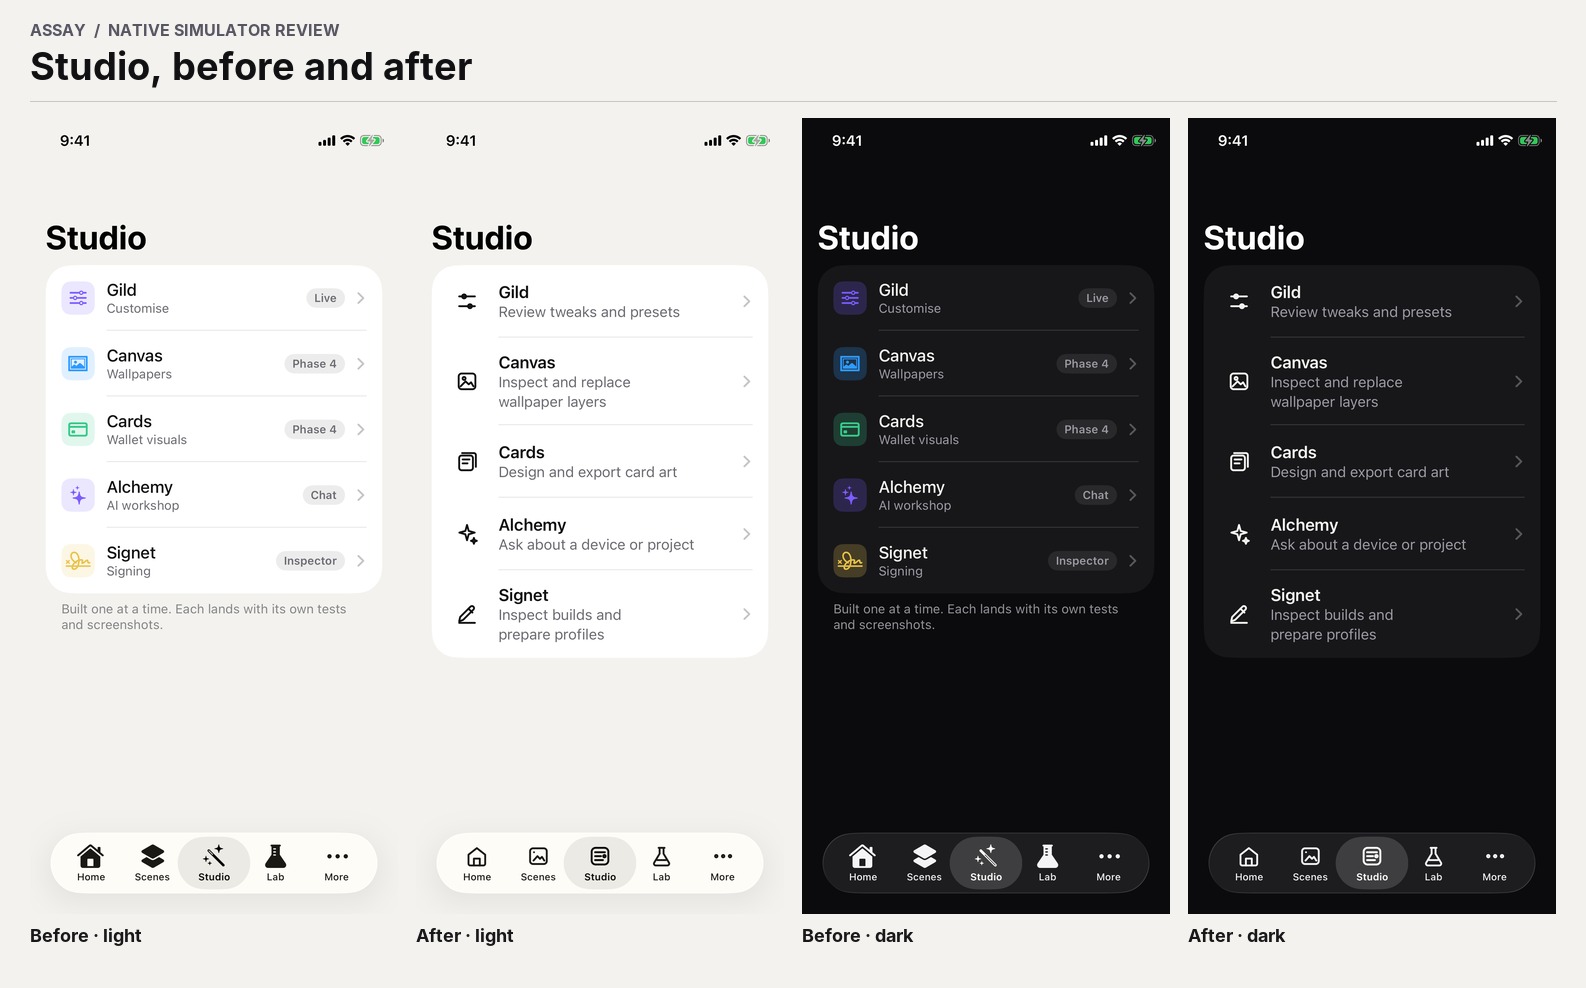 ASSAY / NATIVE SIMULATOR REVIEW
Studio, before and after
9:41
Studio
Gild
Customise
Live
Canvas
Wallpapers
Phase 4
Cards
Wallet visuals
Phase 4
Alchemy
AI workshop
Chat
Signet
Signing
Inspector
Built one at a time. Each lands with its own tests
and screenshots.
Home
Scenes
Studio
Lab
More
Before · light
9:41
Studio
Gild
Review tweaks and presets
Canvas
Inspect and replace
wallpaper layers
Cards
Design and export card art
Alchemy
Ask about a device or project
Signet
Inspect builds and
prepare profiles
Home
Scenes
Studio
Lab
More
After · light
9:41
Studio
Gild
Customise
Live
Canvas
Wallpapers
Phase 4
Cards
Wallet visuals
Phase 4
Alchemy
AI workshop
Chat
Signet
Signing
Inspector
Built one at a time. Each lands with its own tests
and screenshots.
Home
Scenes
Studio
Lab
More
Before · dark
9:41
Studio
Gild
Review tweaks and presets
Canvas
Inspect and replace
wallpaper layers
Cards
Design and export card art
Alchemy
Ask about a device or project
Signet
Inspect builds and
prepare profiles
Home
Scenes
Studio
Lab
More
After · dark